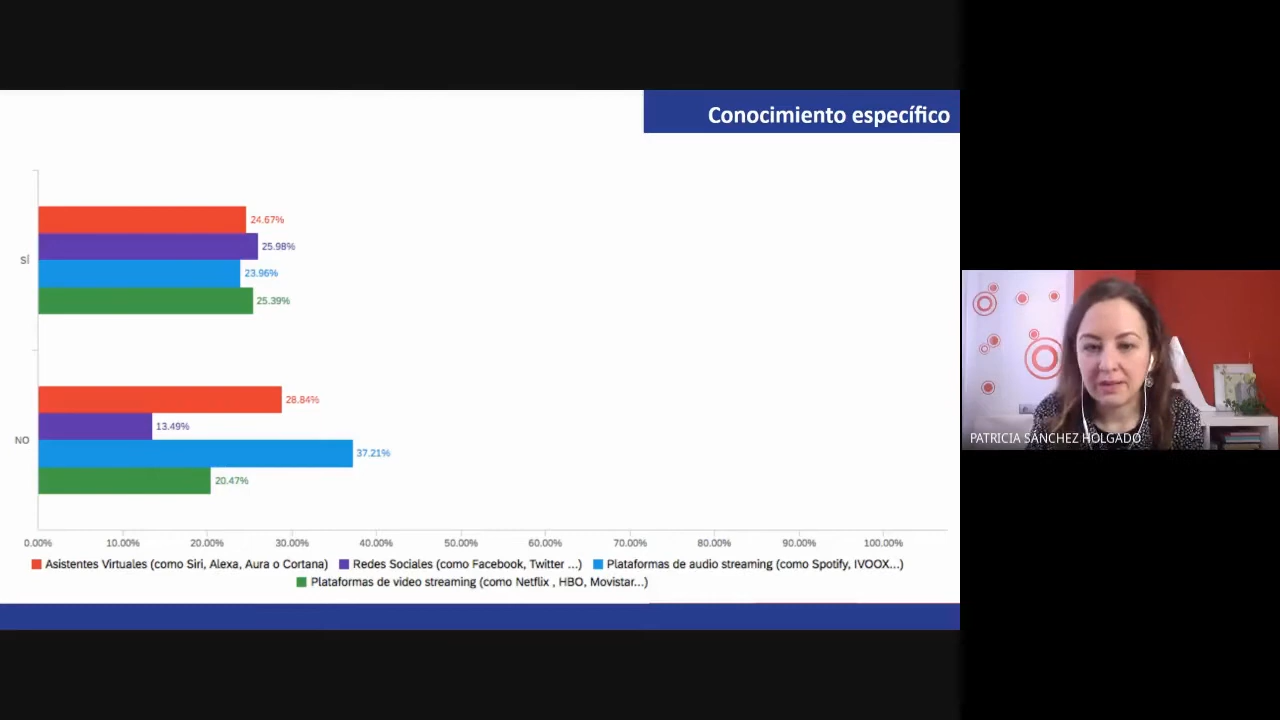 Conocimiento específico
SÍ
24.67%
25.98%
23.96%
25.39%
NO
28.84%
13.49%
37.21%
20.47%
0.00% 10.00% 20.00% 30.00% 40.00% 50.00% 60.00% 70.00% 80.00% 90.00% 100.00%
Asistentes Virtuales (como Siri, Alexa, Aura o Cortana) Redes Sociales (como Facebook, Twitter ...) Plataformas de audio streaming (como Spotify, IVOOX...)
Plataformas de video streaming (como Netflix , HBO, Movistar...)
PATRICIA SÁNCHEZ HOLGADO